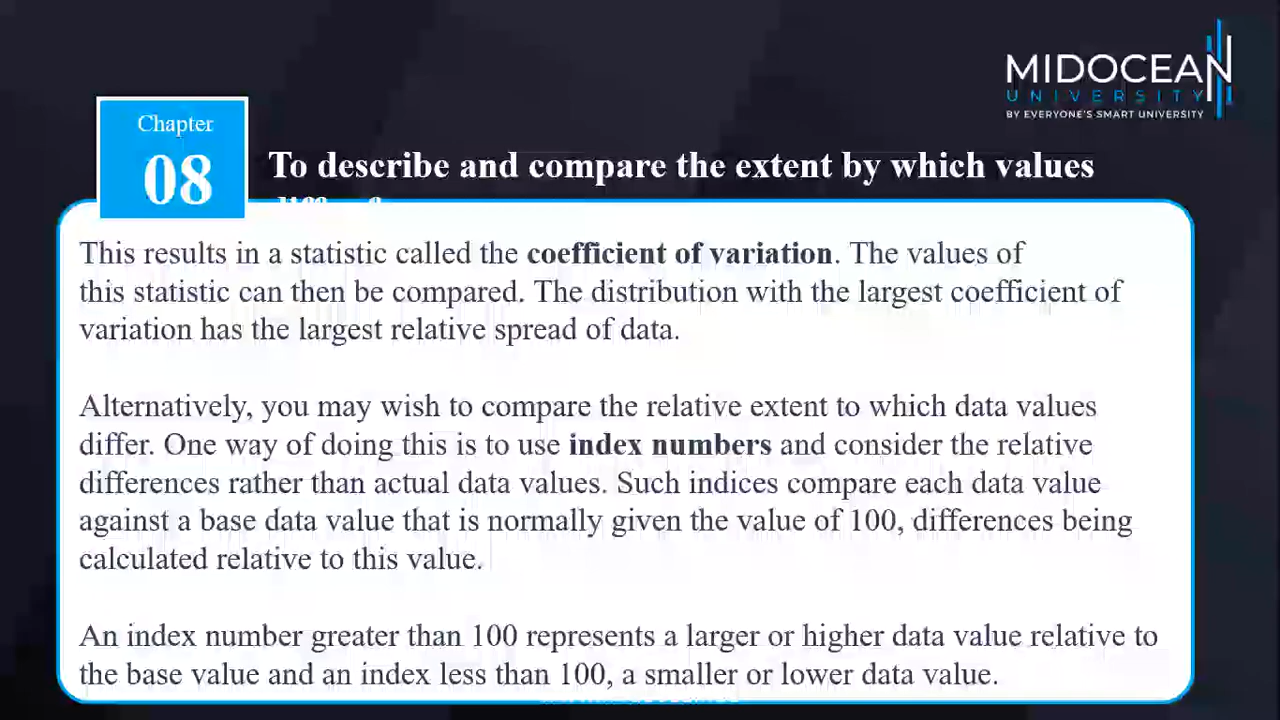 MIDOCEAN
UNIVERSITY
BY EVERYONE'S SMART UNIVERSITY
Chapter
08
To describe and compare the extent by which values
This results in a statistic called the coefficient of variation. The values of
this statistic can then be compared. The distribution with the largest coefficient of
variation has the largest relative spread of data.
Alternatively, you may wish to compare the relative extent to which data values
differ. One way of doing this is to use index numbers and consider the relative
differences rather than actual data values. Such indices compare each data value
against a base data value that is normally given the value of 100, differences being
calculated relative to this value.
An index number greater than 100 represents a larger or higher data value relative to
the base value and an index less than 100, a smaller or lower data value.